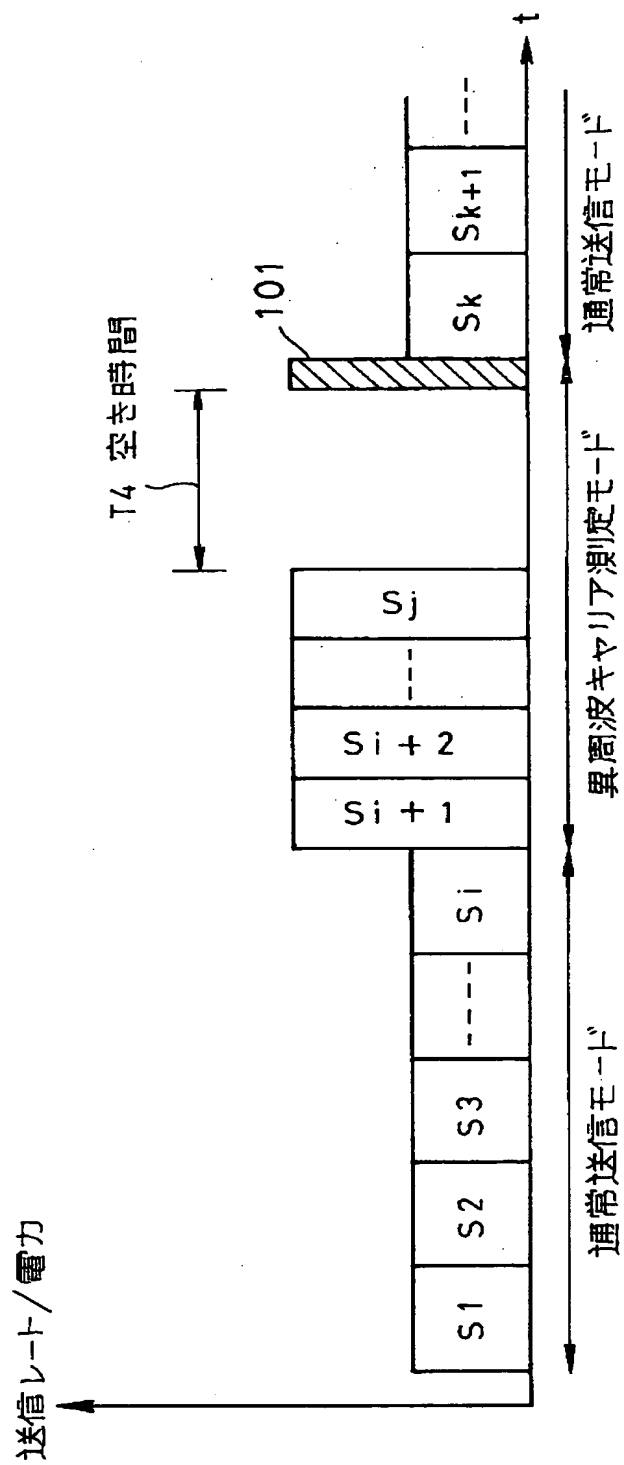 送信レート/電力
T4 空き時間
101
S1
S2
S3
-----
Si
Si+1
Si+2
---
Sj
Sk
Sk+1
---
t
通常送信モード
異周波キャリア測定モード
通常送信モード